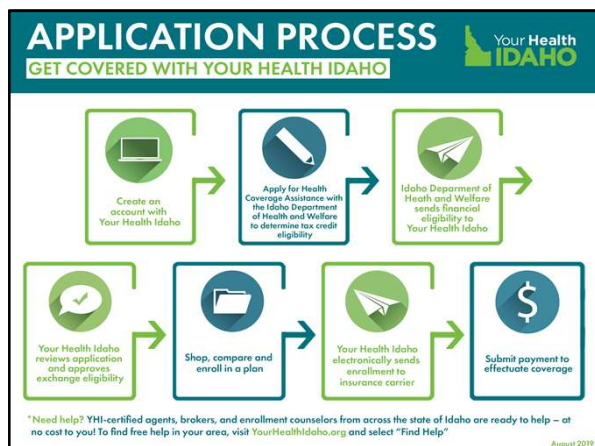 APPLICATION PROCESS
GET COVERED WITH YOUR HEALTH IDAHO
Your Health
IDAHO
Create an
account with
Your Health Idaho
Apply for Health
Coverage Assistance with
the Idaho Department
of Health and Welfare
to determine tax credit
eligibility
Idaho Deparment of
Heath and Welfare
sends financial
eligibility to
Your Health Idaho
Your Health Idaho
reviews application
and approves
exchange eligibility
Shop, compare and
enroll in a plan
Your Health Idaho
electronically sends
enrollment to
insurance carrier
$
Submit payment to
effectuate coverage
*Need help? YHI-certified agents, brokers, and enrollment counselors from across the state of Idaho are ready to help – at
no cost to you! To find free help in your area, visit YourHealthIdaho.org and select "Find Help"
August 2019